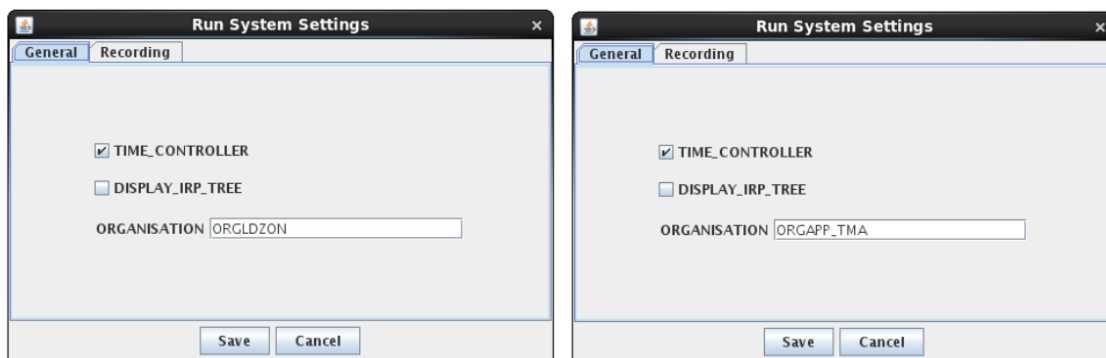 Run System Settings
General Recording
TIME_CONTROLLER
DISPLAY_IRP_TREE
ORGANISATION ORGLDZON
Save Cancel
Run System Settings
General Recording
TIME_CONTROLLER
DISPLAY_IRP_TREE
ORGANISATION ORGAPP_TMA
Save Cancel